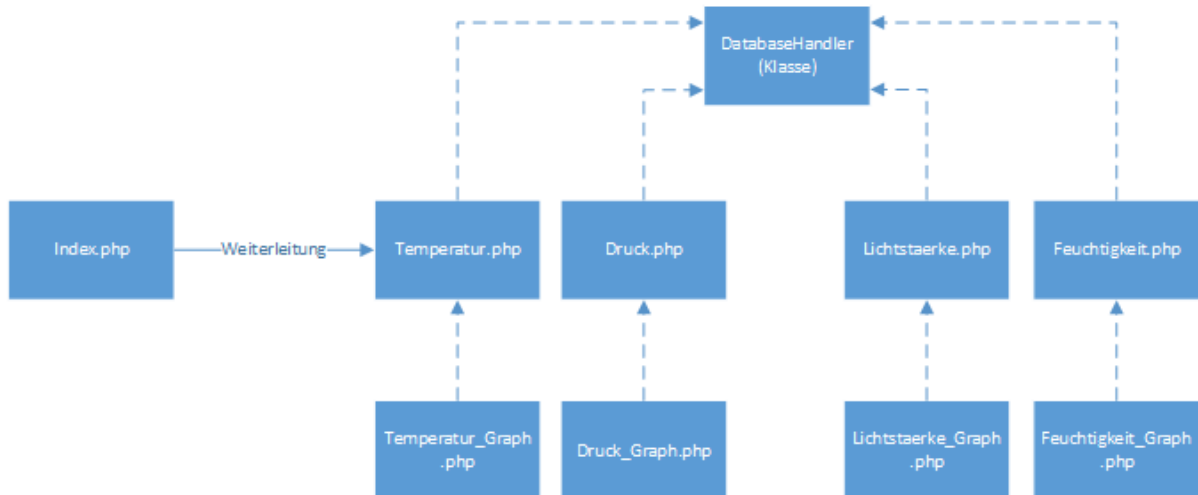 DatabaseHandler
(Klasse)
Index.php
Weiterleitung
Temperatur.php
Druck.php
Lichtstaerke.php
Feuchtigkeit.php
Temperatur_Graph
.php
Druck_Graph.php
Lichtstaerke_Graph
.php
Feuchtigkeit_Graph
.php